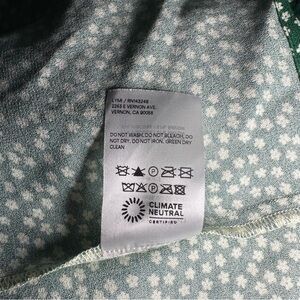 LYMI / RN143248
2263 E VERNON AVE.
VERNON, CA 90058
DO NOT WASH, DO NOT BLEACH, DO
NOT DRY, DO NOT IRON, GREEN DRY
CLEAN
CLIMATE
NEUTRAL
CERTIFIED